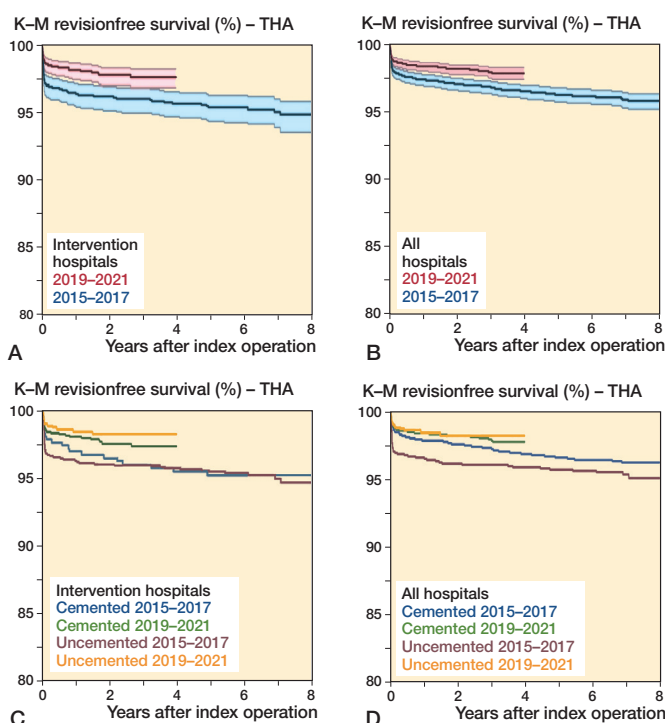 K–M revisionfree survival (%) – THA
100
95
90
85
80
0
2
4
6
8
Intervention
hospitals
2019–2021
2015–2017
A
Years after index operation
K–M revisionfree survival (%) – THA
100
95
90
85
80
0
2
4
6
8
All
hospitals
2019–2021
2015–2017
B
Years after index operation
K–M revisionfree survival (%) – THA
100
95
90
85
80
0
2
4
6
8
Intervention hospitals
Cemented 2015–2017
Cemented 2019–2021
Uncemented 2015–2017
Uncemented 2019–2021
C
Years after index operation
K–M revisionfree survival (%) – THA
100
95
90
85
80
0
2
4
6
8
All hospitals
Cemented 2015–2017
Cemented 2019–2021
Uncemented 2015–2017
Uncemented 2019–2021
D
Years after index operation